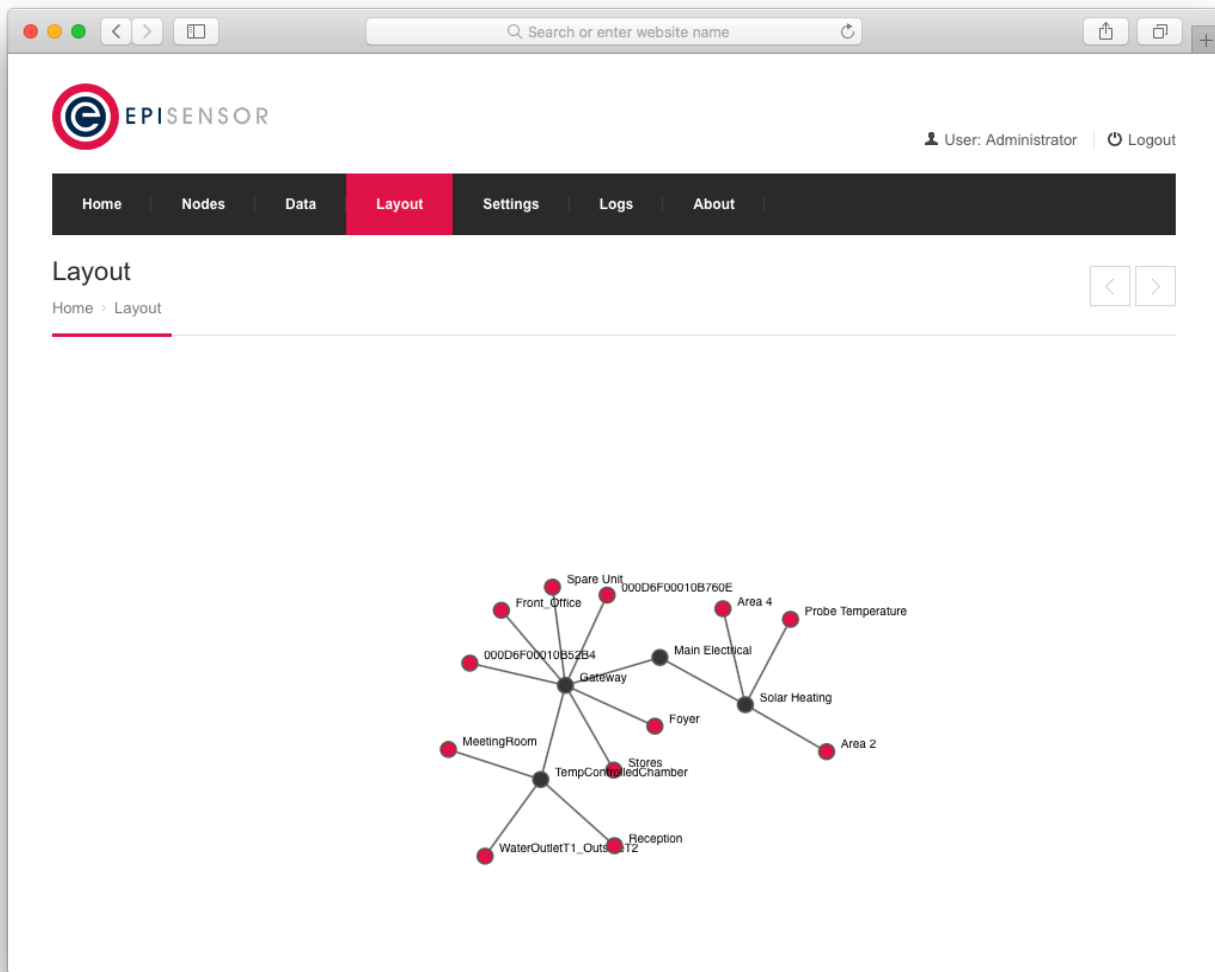 Search or enter website name
e EPISENSOR
User: Administrator Logout
Home Nodes Data Layout Settings Logs About
Layout
Home > Layout
Spare Unit
000D6F00010B760E
Front_Office
Area 4
Probe Temperature
000D6F00010B52B4
Main Electrical
Gateway
Solar Heating
Foyer
MeetingRoom
Area 2
Stores
TempControlledChamber
Reception
WaterOutletT1_OutsideT2